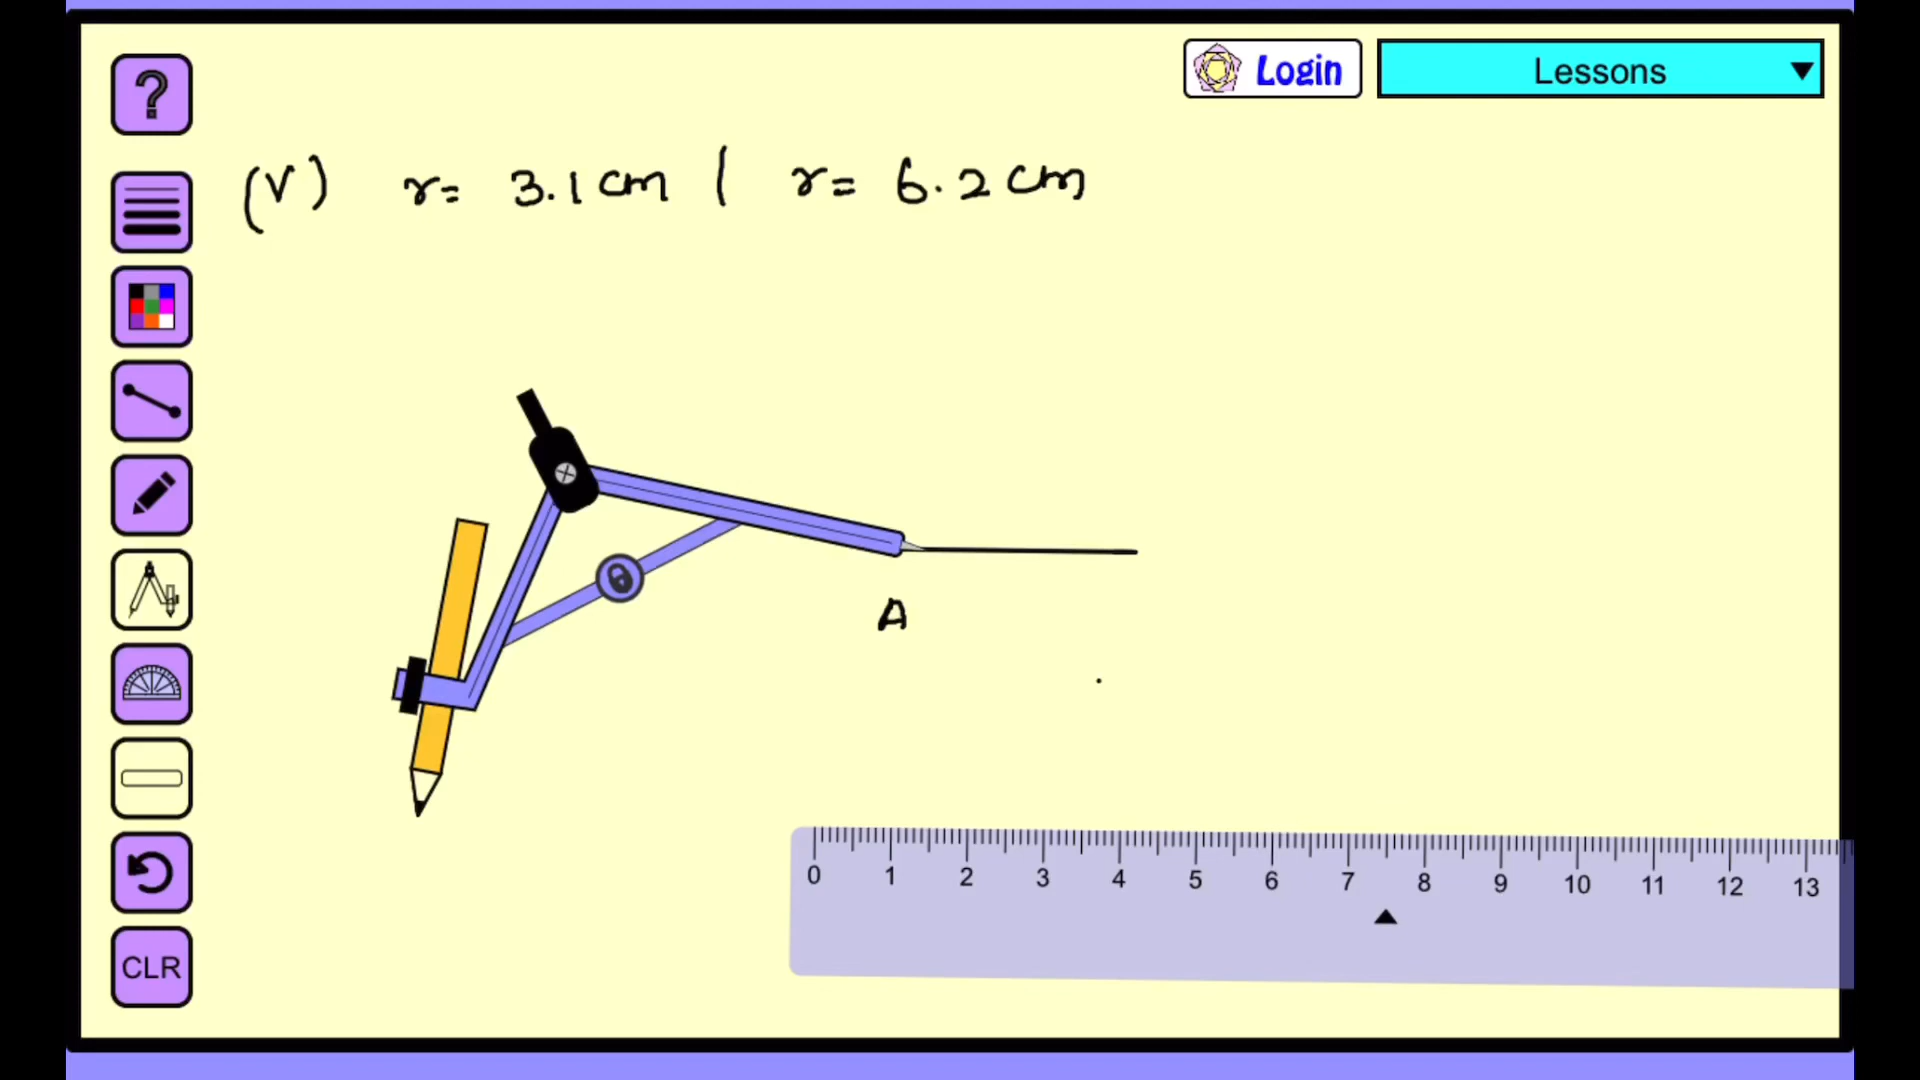 Login
Lessons
?
(V) r= 3.1 cm | r= 6.2 cm
A
0 1 2 3 4 5 6 7 8 9 10 11 12 13
CLR